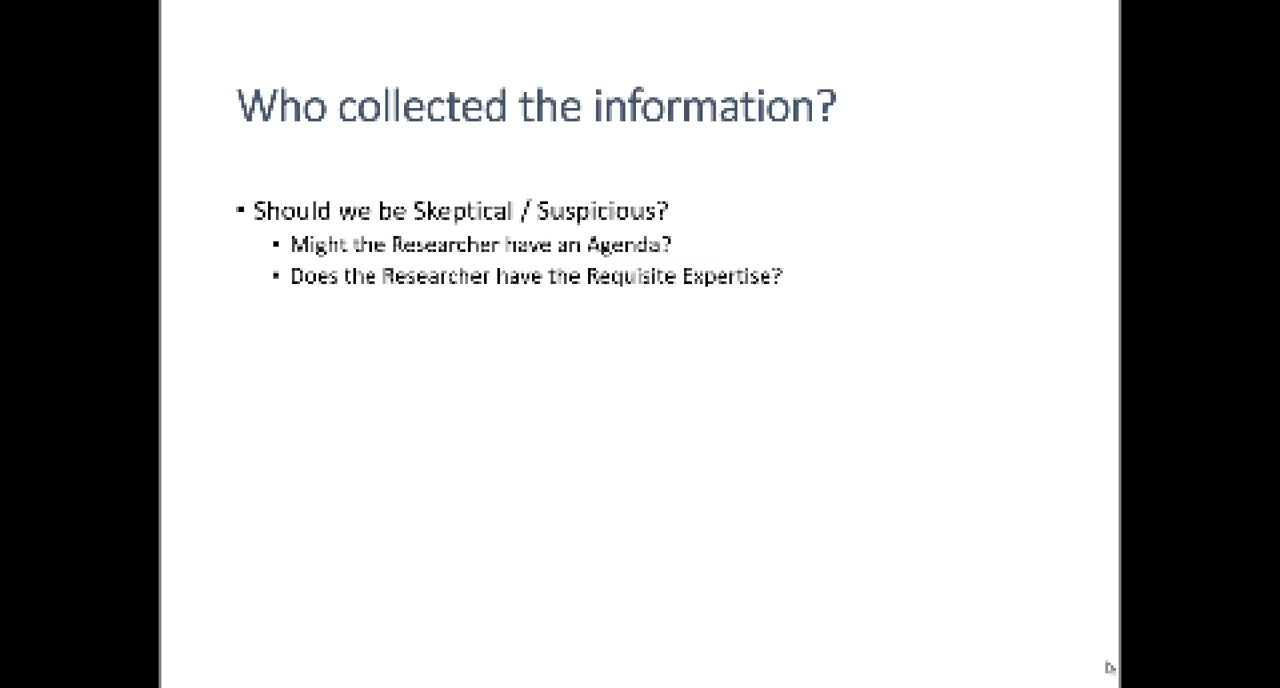 Who collected the information?
▪ Should we be Skeptical / Suspicious?
▪ Might the Researcher have an Agenda?
▪ Does the Researcher have the Requisite Expertise?